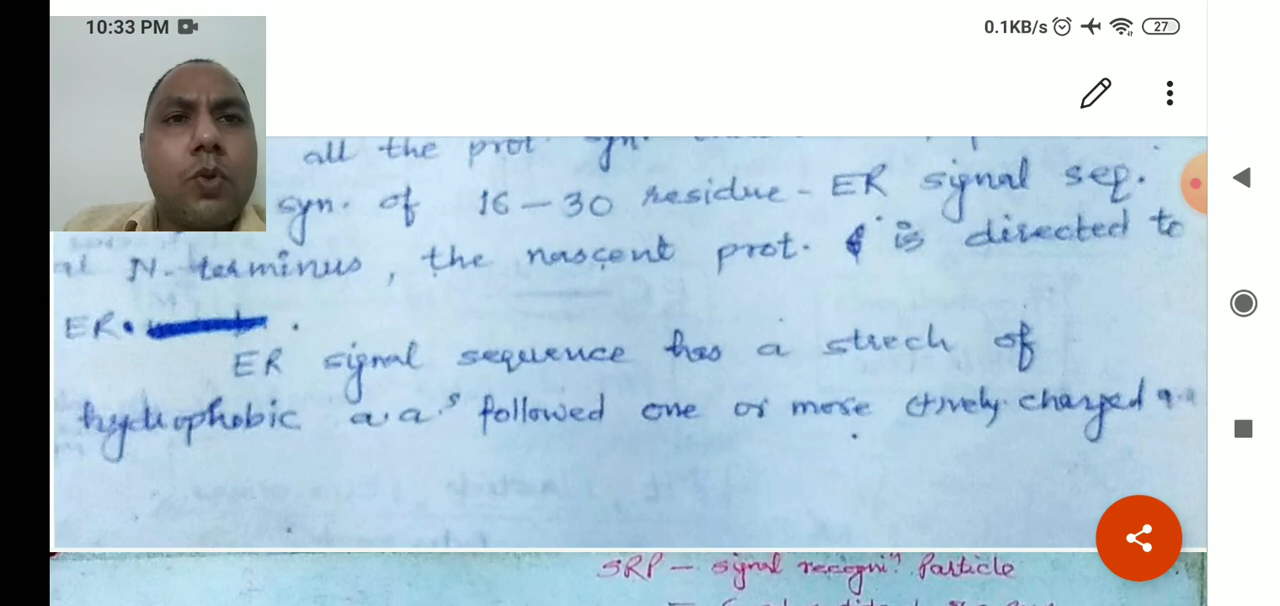 10:33 PM
0.1KB/s
27
all the prot syn.
syn. of 16-30 residue - ER signal seq.
at N-terminus, the nascent prot. is directed to
ER.
ER signal sequence has a strech of
hydrophobic a.a.s followed one or more (+)vely charged a.a
SRP - signal recogni? Particle